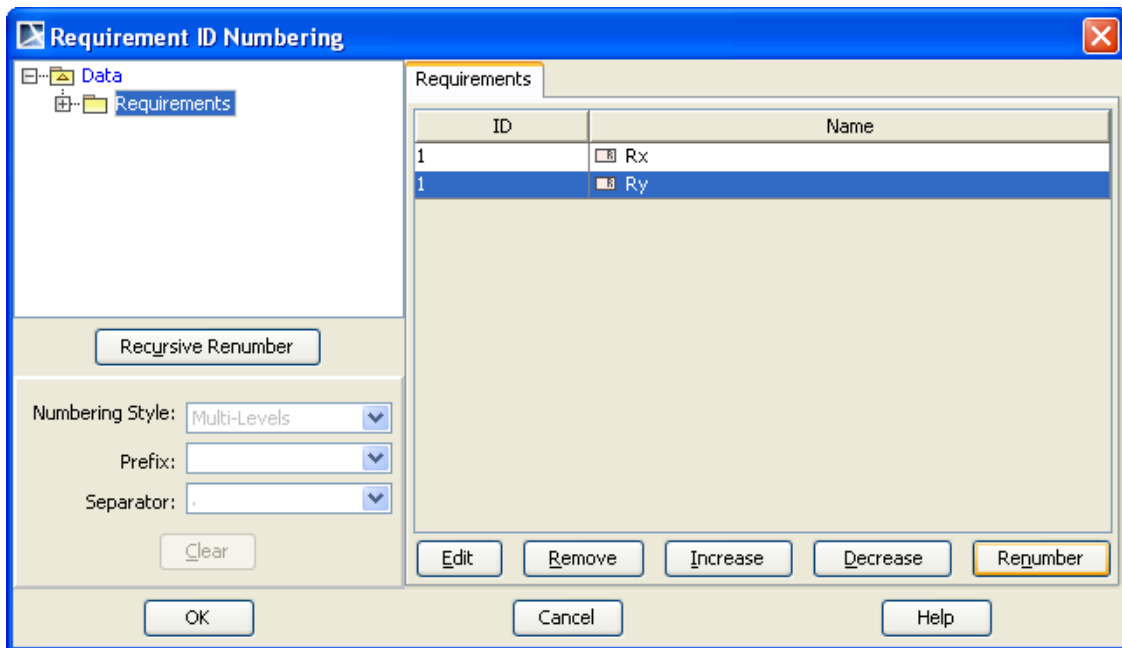 Requirement ID Numbering
Data
Requirements
Recursive Renumber
Numbering Style: Multi-Levels
Prefix:
Separator: .
Clear
Requirements
ID Name
1 Rx
1 Ry
Edit Remove Increase Decrease Renumber
OK Cancel Help